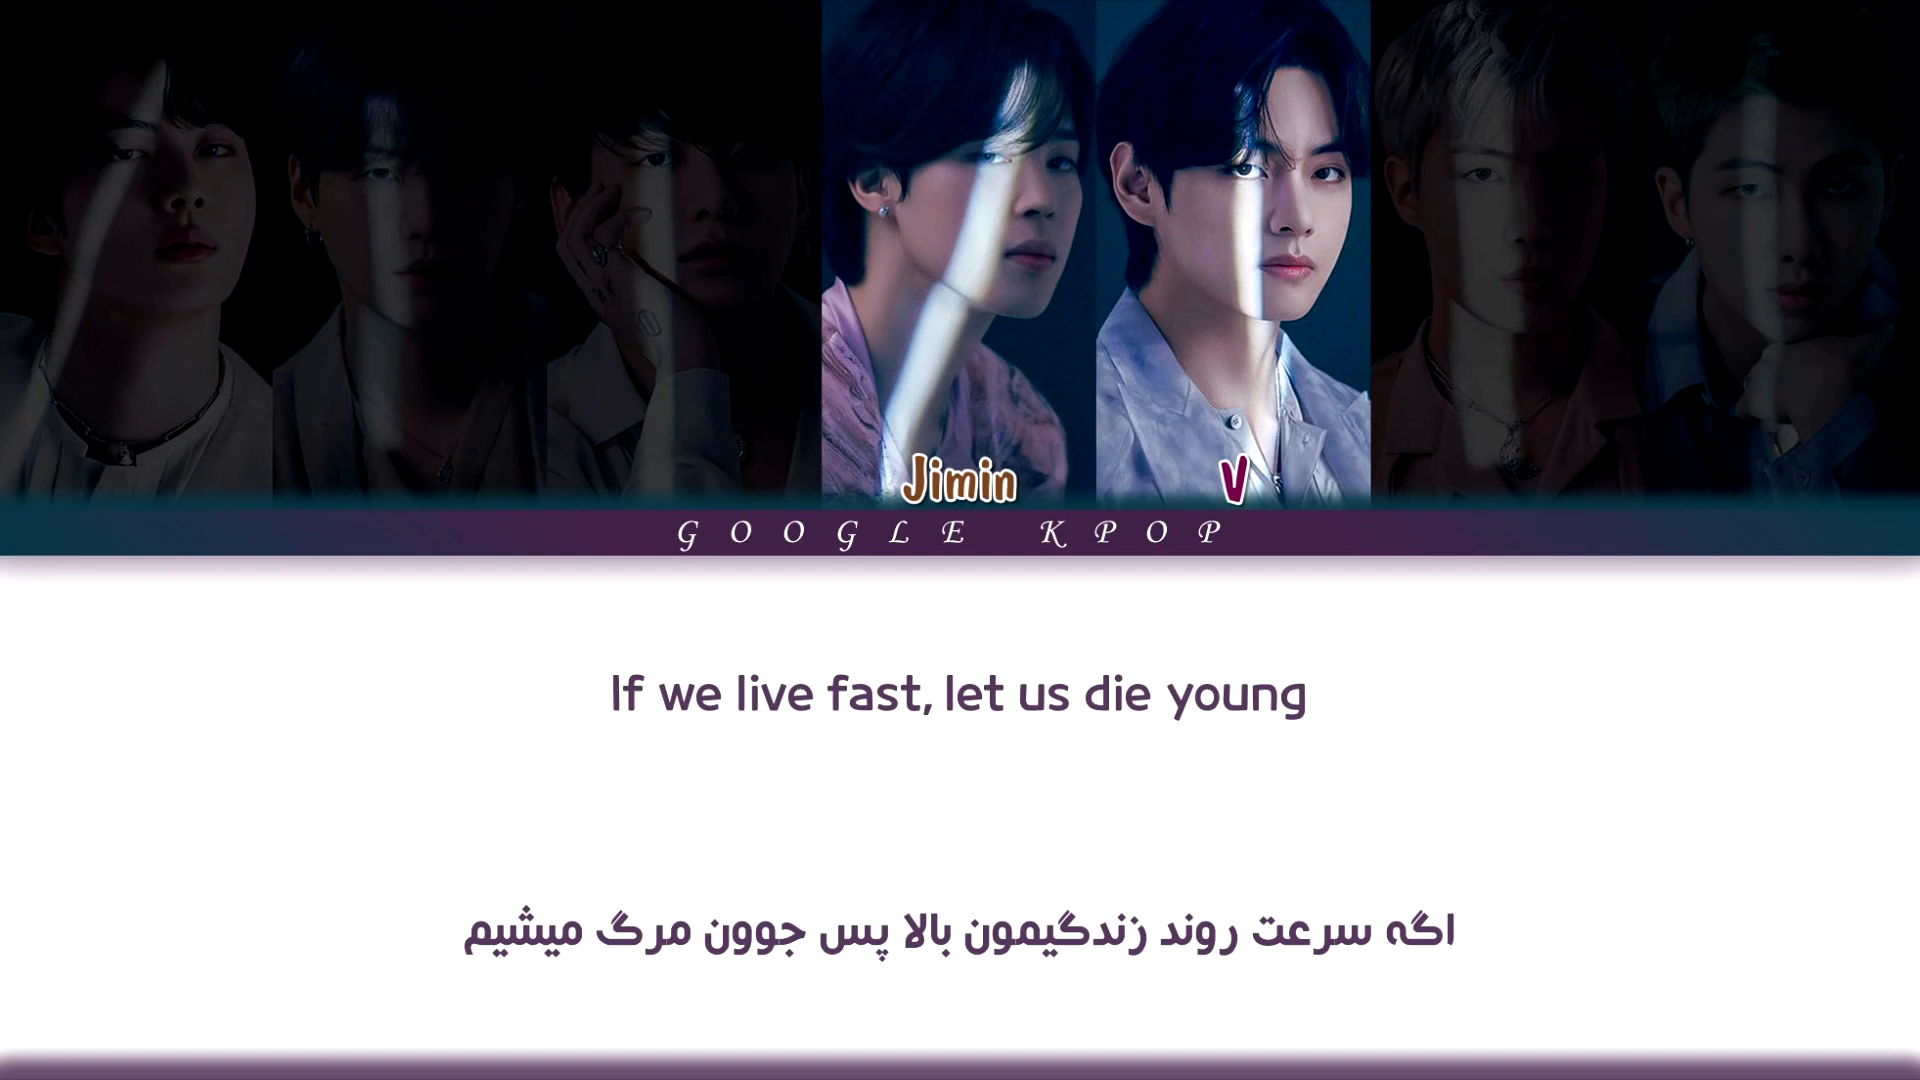 Jimin V
GOOGLE KPOP
If we live fast, let us die young
اگه سرعت روند زندگیمون بالا پس جوون مرگ میشیم